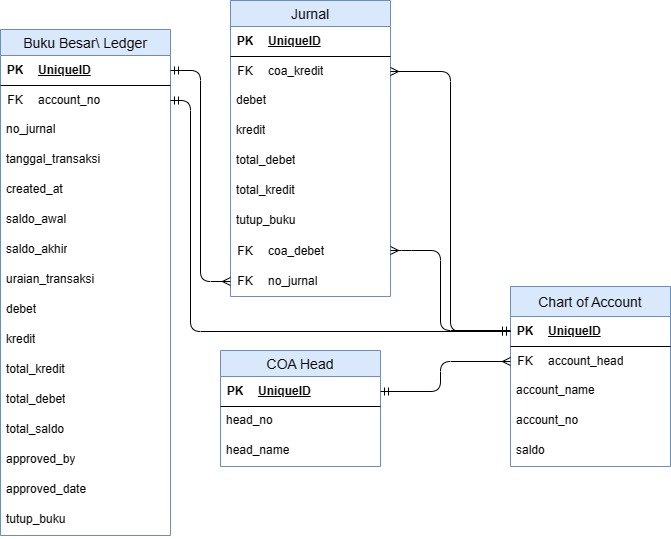 Buku Besar\ Ledger
PK UniqueID
FK account_no
no_jurnal
tanggal_transaksi
created_at
saldo_awal
saldo_akhir
uraian_transaksi
debet
kredit
total_kredit
total_debet
total_saldo
approved_by
approved_date
tutup_buku
Jurnal
PK UniqueID
FK coa_kredit
debet
kredit
total_debet
total_kredit
tutup_buku
FK coa_debet
FK no_jurnal
COA Head
PK UniqueID
head_no
head_name
Chart of Account
PK UniqueID
FK account_head
account_name
account_no
saldo